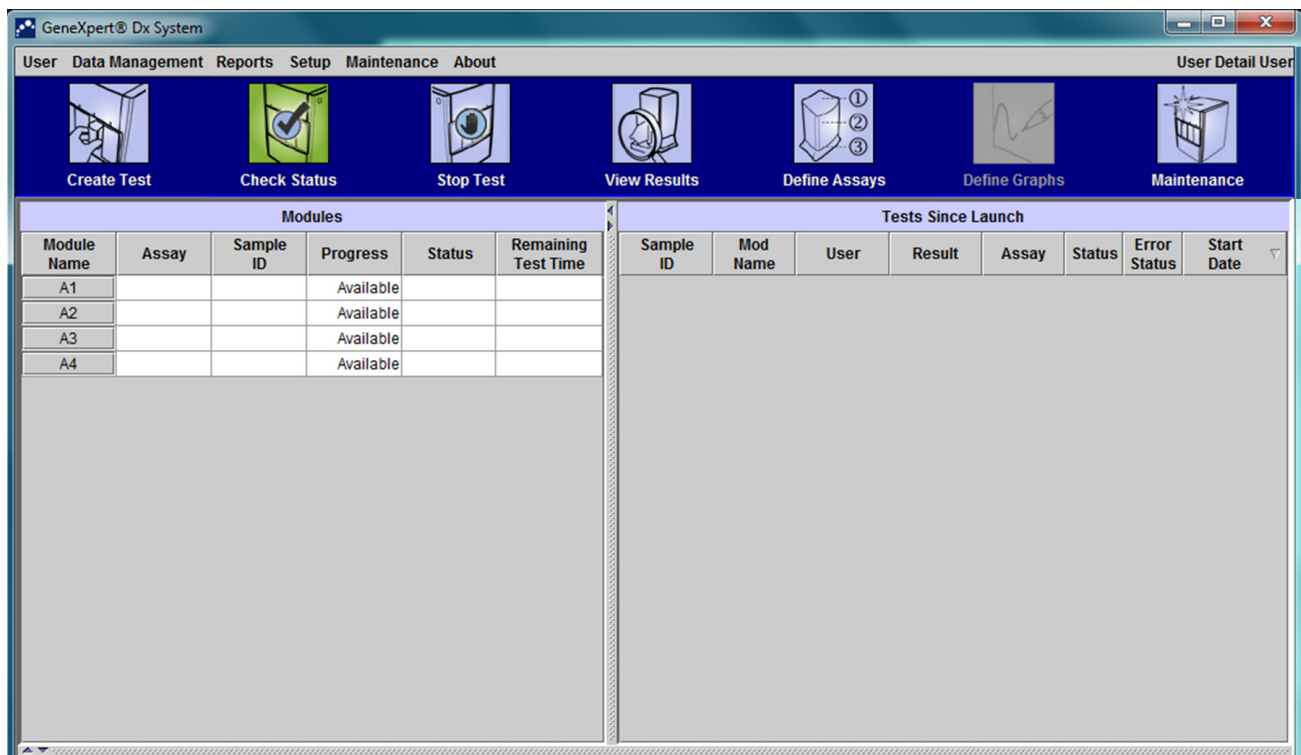 GeneXpert® Dx System
User Data Management Reports Setup Maintenance About User Detail User
① ② ③
Create Test Check Status Stop Test View Results Define Assays Define Graphs Maintenance
Modules
Module Name Assay Sample ID Progress Status Remaining Test Time
A1 Available
A2 Available
A3 Available
A4 Available
Tests Since Launch
Sample ID Mod Name User Result Assay Status Error Status Start Date